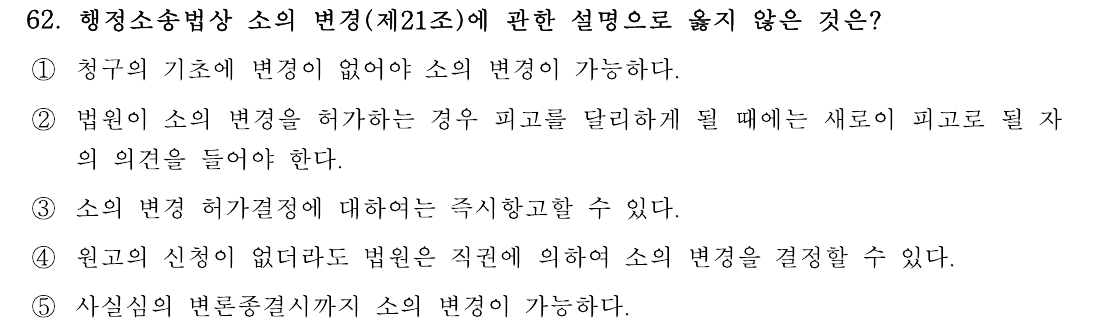 62. 행정소송법상 소의 변경(제21조)에 관한 설명으로 옳지 않은 것은?
① 청구의 기초에 변경이 없어야 소의 변경이 가능하다.
② 법원이 소의 변경을 허가하는 경우 피고를 달리하게 될 때에는 새로이 피고로 될 자
의 의견을 들어야 한다.
③ 소의 변경 허가결정에 대하여는 즉시항고할 수 있다.
④ 원고의 신청이 없더라도 법원은 직권에 의하여 소의 변경을 결정할 수 있다.
⑤ 사실심의 변론종결시까지 소의 변경이 가능하다.